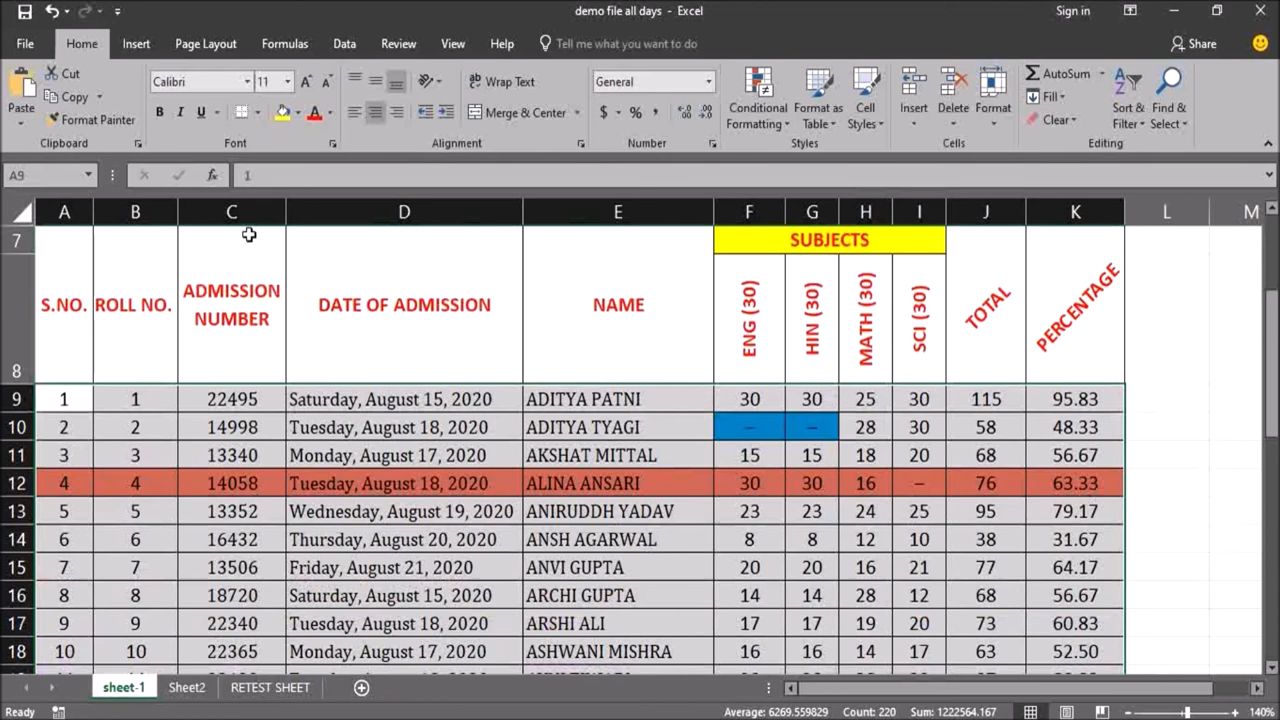 demo file all days - Excel
Sign in
File Home Insert Page Layout Formulas Data Review View Help Tell me what you want to do Share
Paste
Cut
Copy
Format Painter
Clipboard
Calibri 11
B I U
Font
Wrap Text
Merge & Center
Alignment
General
$ % ,
Number
Conditional Formatting
Format as Table
Cell Styles
Styles
Insert
Delete
Format
Cells
AutoSum
Fill
Clear
Sort & Filter
Find & Select
Editing
A9 fx 1
A B C D E F G H I J K L M
7 SUBJECTS
8 S.NO. ROLL NO. ADMISSION NUMBER DATE OF ADMISSION NAME ENG (30) HIN (30) MATH (30) SCI (30) TOTAL PERCENTAGE
9 1 1 22495 Saturday, August 15, 2020 ADITYA PATNI 30 30 25 30 115 95.83
10 2 2 14998 Tuesday, August 18, 2020 ADITYA TYAGI – – 28 30 58 48.33
11 3 3 13340 Monday, August 17, 2020 AKSHAT MITTAL 15 15 18 20 68 56.67
12 4 4 14058 Tuesday, August 18, 2020 ALINA ANSARI 30 30 16 – 76 63.33
13 5 5 13352 Wednesday, August 19, 2020 ANIRUDDH YADAV 23 23 24 25 95 79.17
14 6 6 16432 Thursday, August 20, 2020 ANSH AGARWAL 8 8 12 10 38 31.67
15 7 7 13506 Friday, August 21, 2020 ANVI GUPTA 20 20 16 21 77 64.17
16 8 8 18720 Saturday, August 15, 2020 ARCHI GUPTA 14 14 28 12 68 56.67
17 9 9 22340 Tuesday, August 18, 2020 ARSHI ALI 17 17 19 20 73 60.83
18 10 10 22365 Monday, August 17, 2020 ASHWANI MISHRA 16 16 14 17 63 52.50
sheet-1 Sheet2 RETEST SHEET
Ready Average: 6269.559829 Count: 220 Sum: 1222564.167 140%